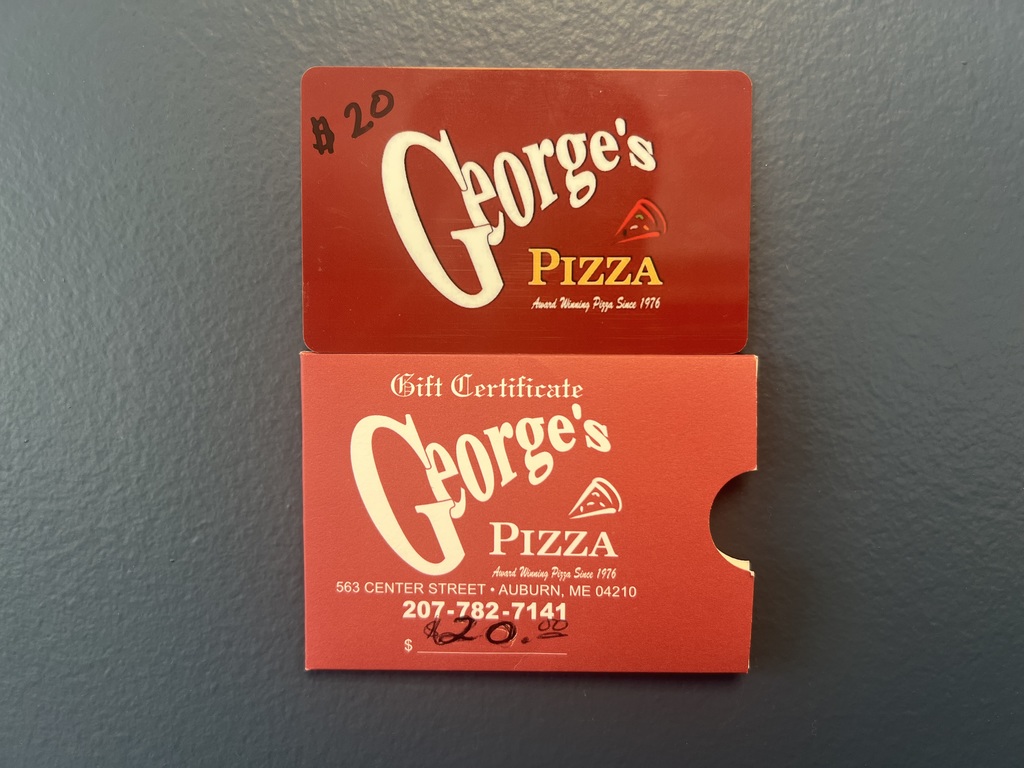 $ 20
George's
PIZZA
Award Winning Pizza Since 1976
Gift Certificate
George's
PIZZA
Award Winning Pizza Since 1976
563 CENTER STREET • AUBURN, ME 04210
207-782-7141
$ $20.00